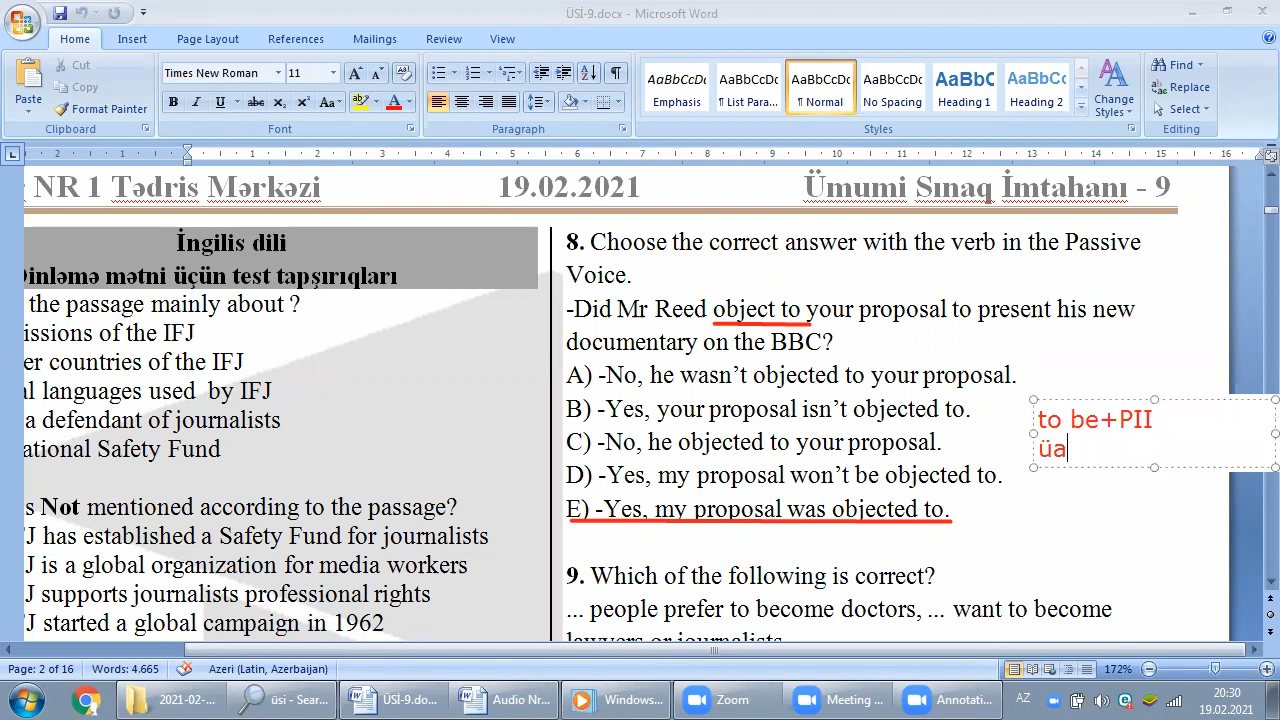 ÜSİ-9.docx - Microsoft Word
Home Insert Page Layout References Mailings Review View
Paste
Cut
Copy
Format Painter
Clipboard
Times New Roman 11
Font
Paragraph
AaBbCcDc AaBbCcDc AaBbCcDc AaBbCcDc AaBbC AaBbCc
Emphasis ¶ List Para... ¶ Normal No Spacing Heading 1 Heading 2
Change Styles
Styles
Find
Replace
Select
Editing
NR 1 Tədris Mərkəzi 19.02.2021 Ümumi Sınaq İmtahanı - 9
İngilis dili
Dinləmə mətni üçün test tapşırıqları
the passage mainly about ?
issions of the IFJ
er countries of the IFJ
al languages used by IFJ
a defendant of journalists
ational Safety Fund
s Not mentioned according to the passage?
FJ has established a Safety Fund for journalists
J is a global organization for media workers
FJ supports journalists professional rights
FJ started a global campaign in 1962
8. Choose the correct answer with the verb in the Passive
Voice.
-Did Mr Reed object to your proposal to present his new
documentary on the BBC?
A) -No, he wasn’t objected to your proposal.
B) -Yes, your proposal isn’t objected to.
C) -No, he objected to your proposal.
D) -Yes, my proposal won’t be objected to.
E) -Yes, my proposal was objected to.
to be+PII
üa
9. Which of the following is correct?
... people prefer to become doctors, ... want to become
lawyers or journalists
Page: 2 of 16 Words: 4.665 Azeri (Latin, Azerbaijan) 172%
2021-02-... üsi - Sear... ÜSİ-9.do... Audio Nr... Windows... Zoom Meeting ... Annotati... AZ 20:30
19.02.2021